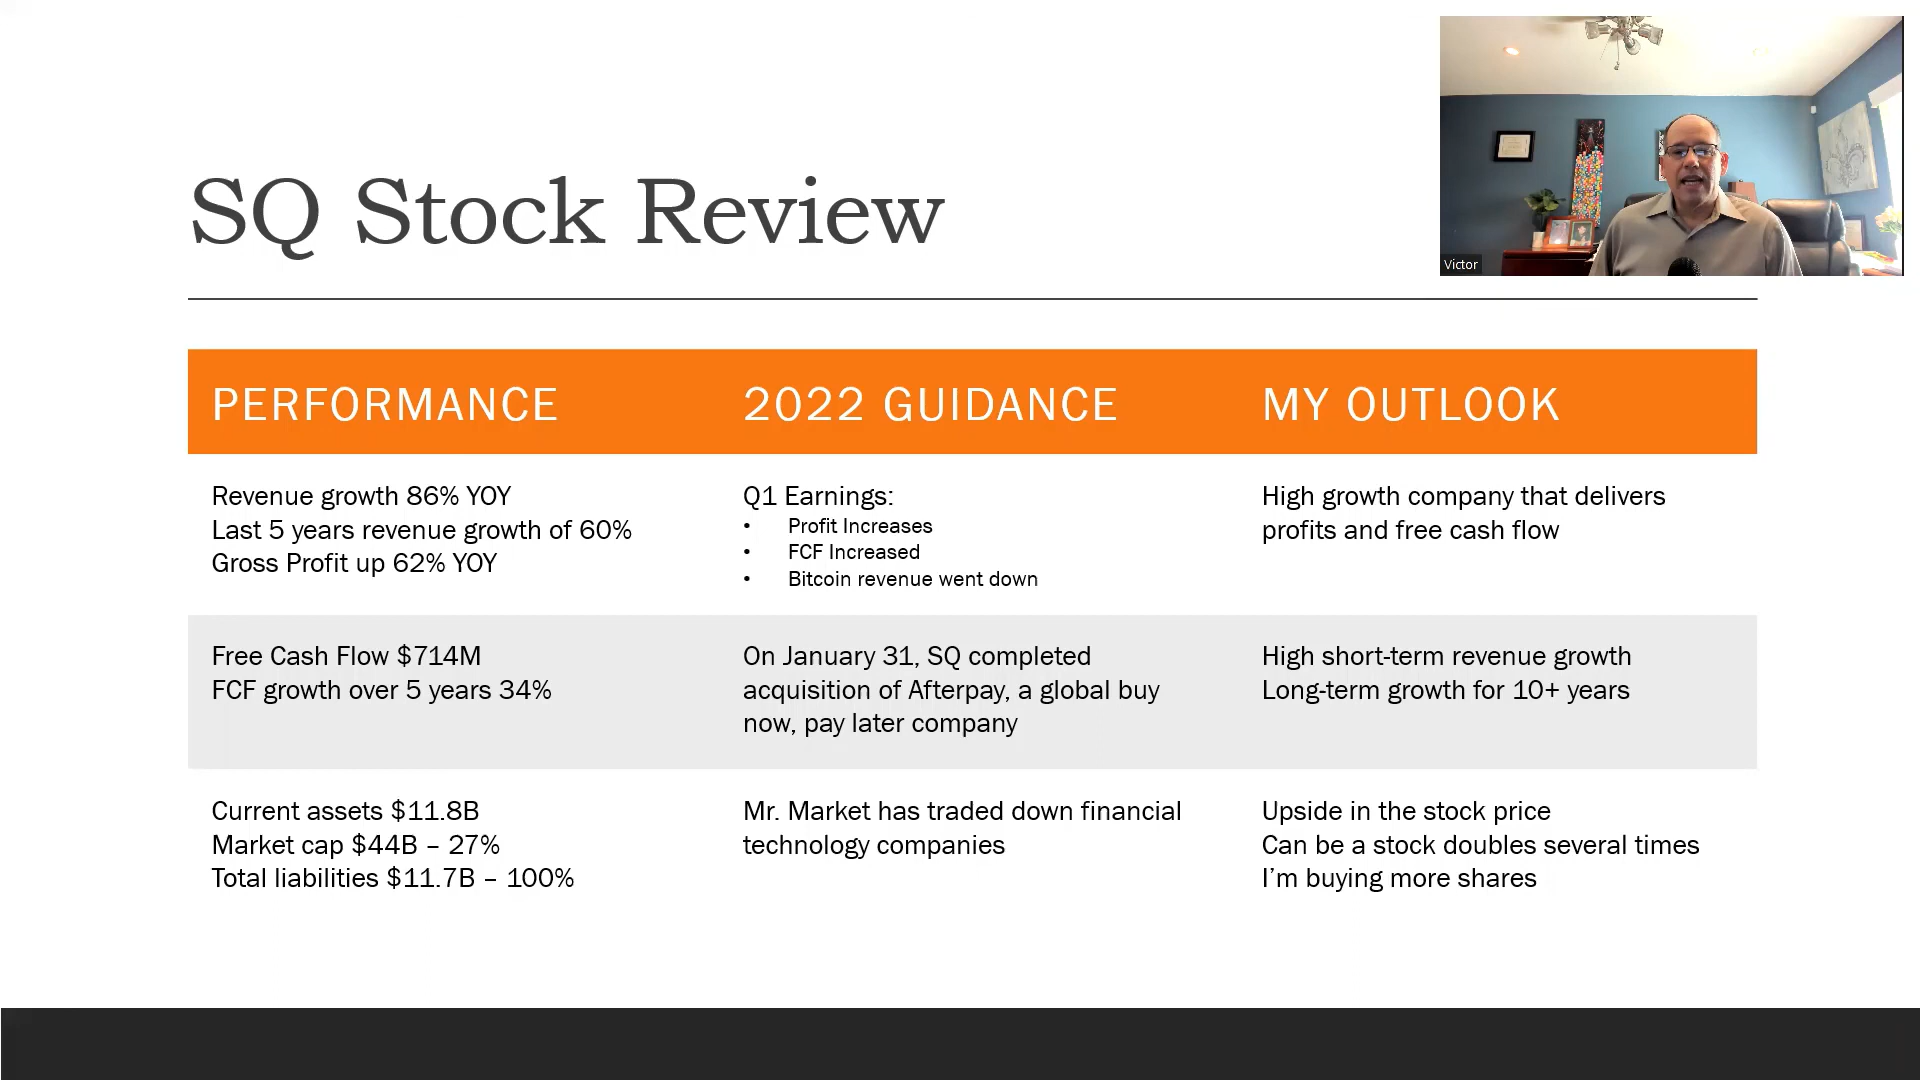 SQ Stock Review
Victor
PERFORMANCE
2022 GUIDANCE
MY OUTLOOK
Revenue growth 86% YOY
Last 5 years revenue growth of 60%
Gross Profit up 62% YOY
Q1 Earnings:
• Profit Increases
• FCF Increased
• Bitcoin revenue went down
High growth company that delivers
profits and free cash flow
Free Cash Flow $714M
FCF growth over 5 years 34%
On January 31, SQ completed
acquisition of Afterpay, a global buy
now, pay later company
High short-term revenue growth
Long-term growth for 10+ years
Current assets $11.8B
Market cap $44B – 27%
Total liabilities $11.7B – 100%
Mr. Market has traded down financial
technology companies
Upside in the stock price
Can be a stock doubles several times
I’m buying more shares